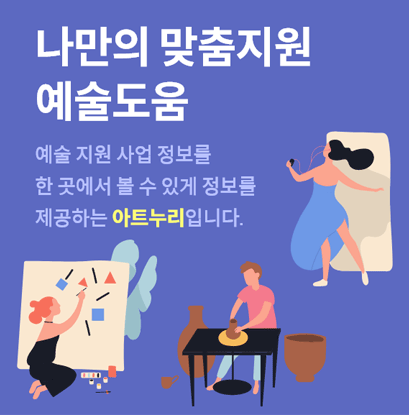 나만의 맞춤지원
예술도움
예술 지원 사업 정보를
한 곳에서 볼 수 있게 정보를
제공하는 아트누리입니다.